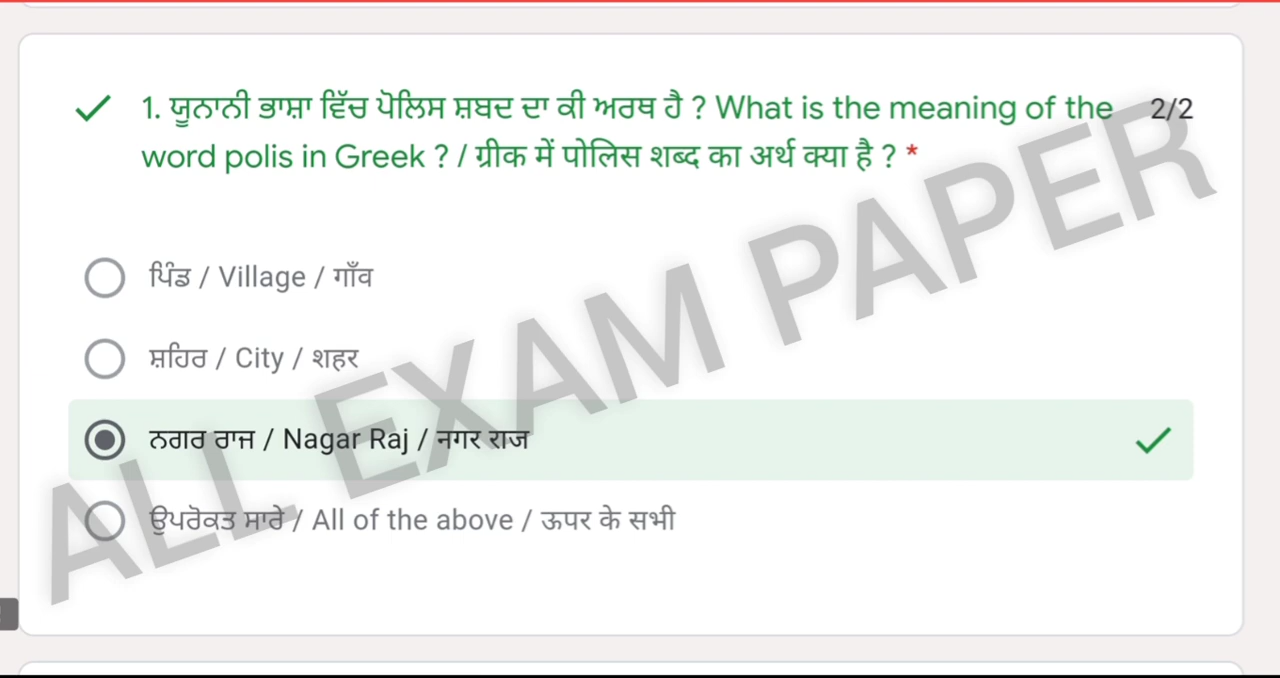 1. ਯੂਨਾਨੀ ਭਾਸ਼ਾ ਵਿੱਚ ਪੋਲਿਸ ਸ਼ਬਦ ਦਾ ਕੀ ਅਰਥ ਹੈ ? What is the meaning of the 2/2
word polis in Greek ? / ग्रीक में पोलिस शब्द का अर्थ क्या है ? *
ਪਿੰਡ / Village / गाँव
ਸ਼ਹਿਰ / City / शहर
ਨਗਰ ਰਾਜ / Nagar Raj / नगर राज
ਉਪਰੋਕਤ ਸਾਰੇ / All of the above / ऊपर के सभी
ALL EXAM PAPER